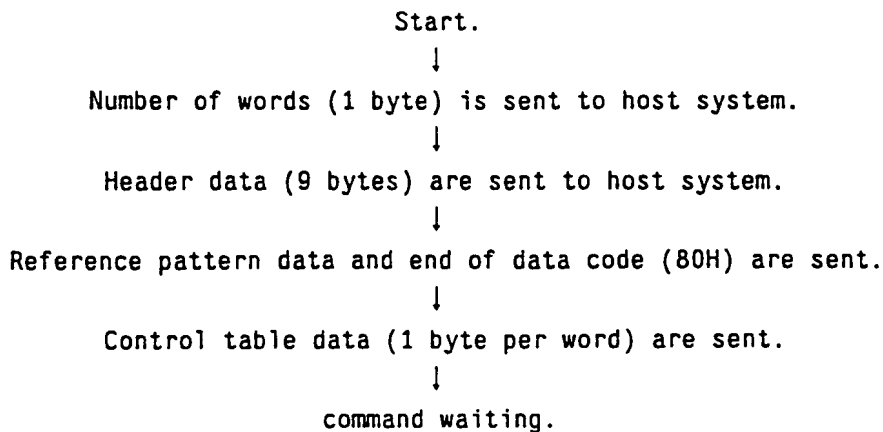 Start.
↓
Number of words (1 byte) is sent to host system.
↓
Header data (9 bytes) are sent to host system.
↓
Reference pattern data and end of data code (80H) are sent.
↓
Control table data (1 byte per word) are sent.
↓
command waiting.